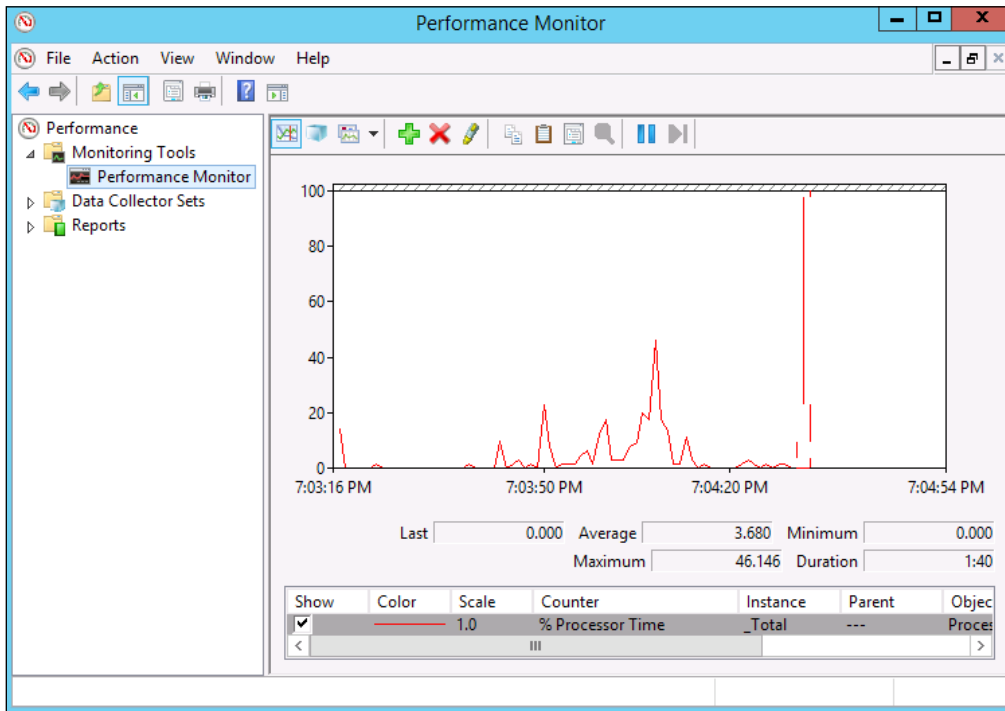 Performance Monitor
File Action View Window Help
Performance
Monitoring Tools
Performance Monitor
Data Collector Sets
Reports
100
80
60
40
20
0
7:03:16 PM 7:03:50 PM 7:04:20 PM 7:04:54 PM
Last 0.000 Average 3.680 Minimum 0.000
Maximum 46.146 Duration 1:40
Show Color Scale Counter Instance Parent Objec
1.0 % Processor Time _Total --- Proces